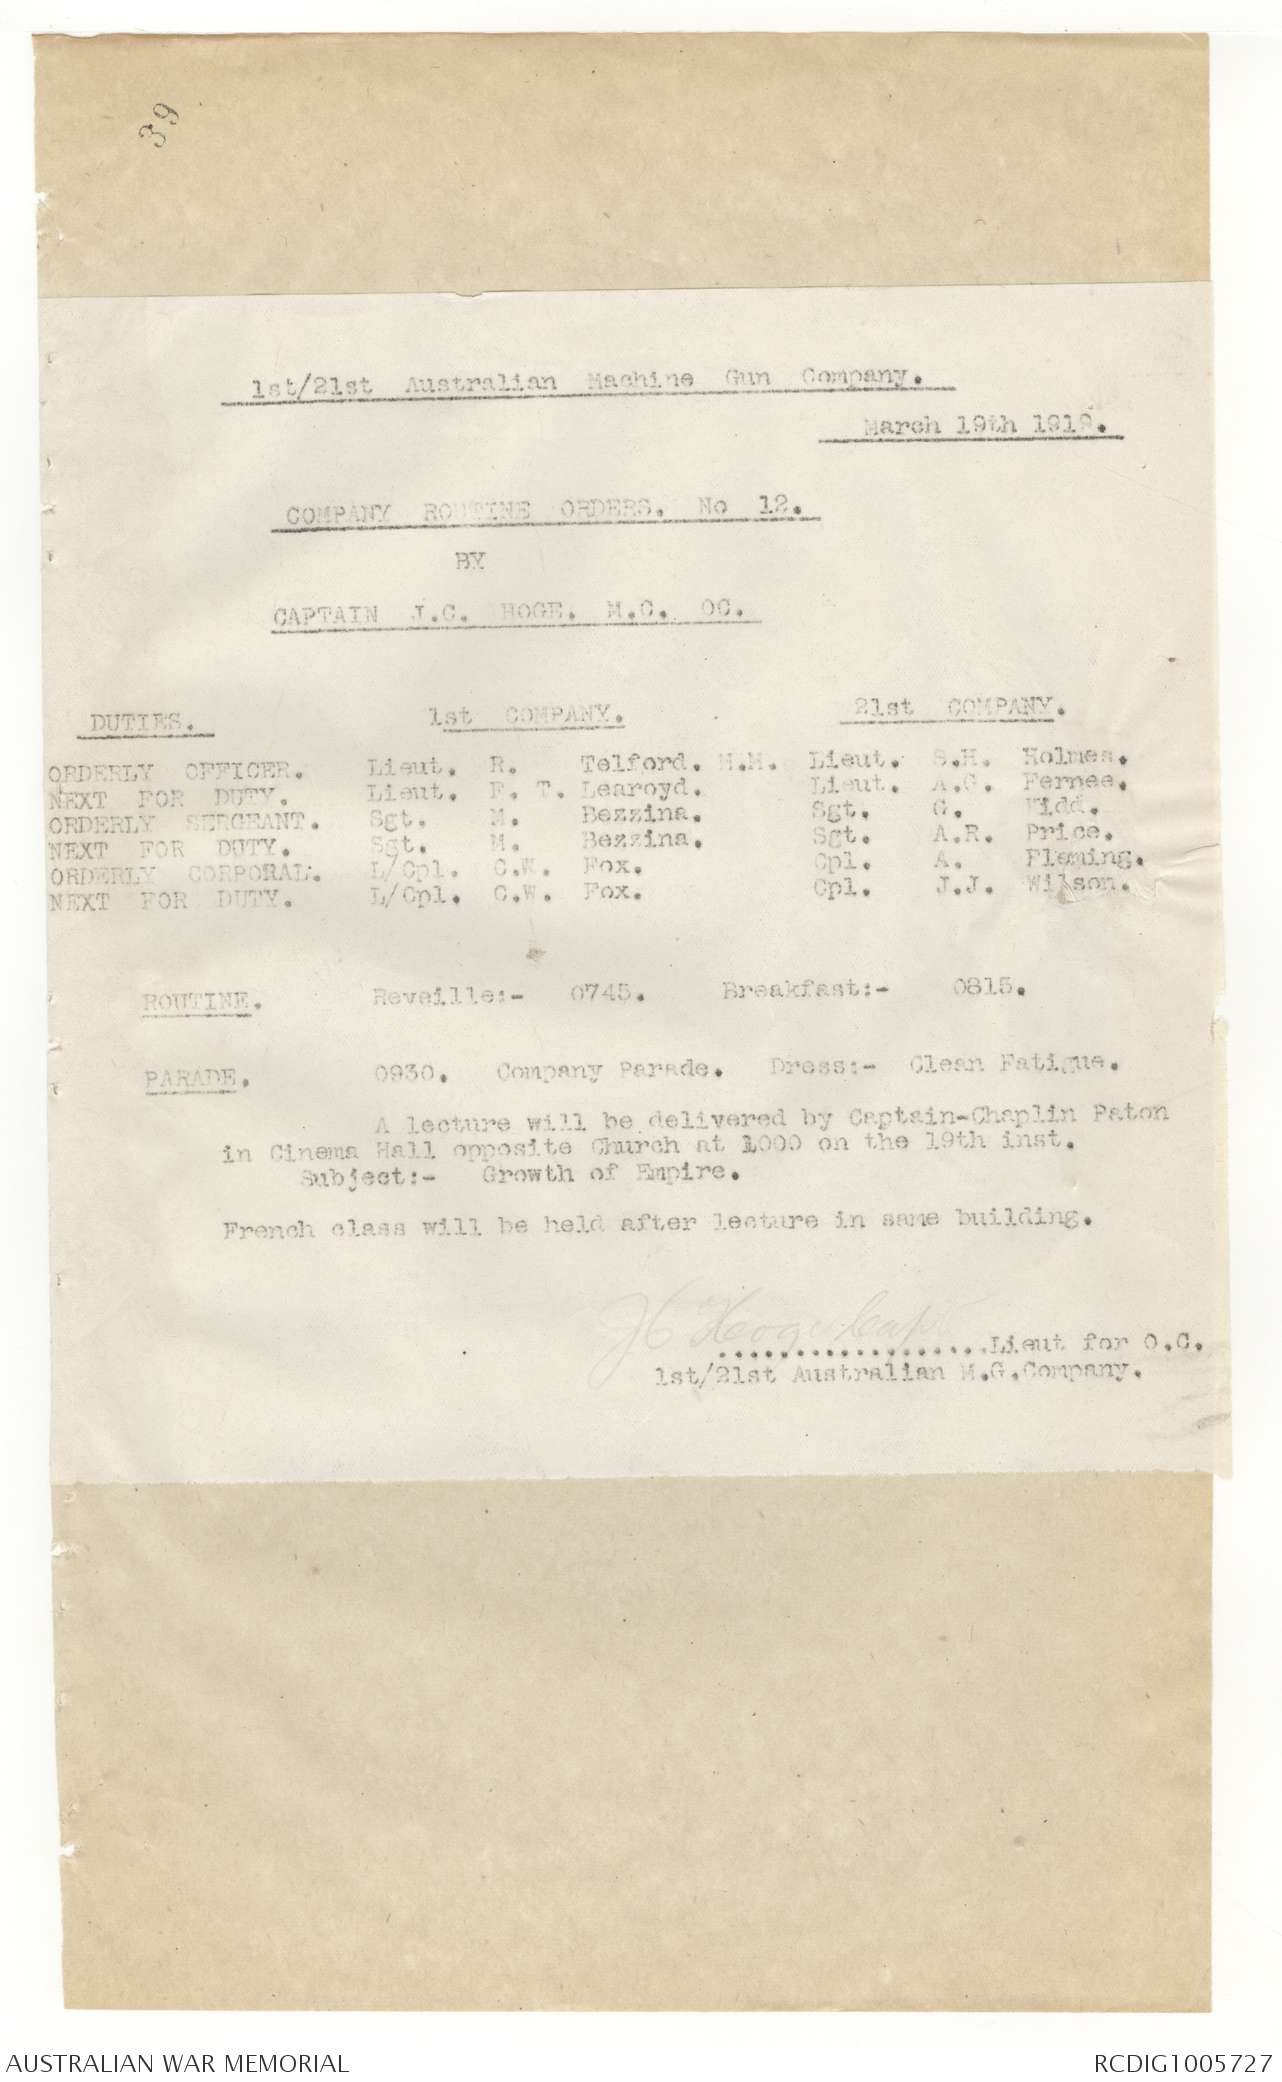 39
1st/21st Australian Machine Gun Company.
March 19th 1919.
COMPANY ROUTINE ORDERS. No 12.
BY
CAPTAIN J.C. HOGE. M.C. OC.
DUTIES. 1st COMPANY. 21st COMPANY.
ORDERLY OFFICER. Lieut. R. Telford. M.M. Lieut. S.H. Holmes.
NEXT FOR DUTY. Lieut. F. T. Learoyd. Lieut. A.G. Fernee.
ORDERLY SERGEANT. Sgt. M. Bezzina. Sgt. G. Kidd.
NEXT FOR DUTY. Sgt. M. Bezzina. Sgt. A.R. Price.
ORDERLY CORPORAL. L/Cpl. C.W. Fox. Cpl. A. Fleming.
NEXT FOR DUTY. L/Cpl. C.W. Fox. Cpl. J.J. Wilson.
ROUTINE. Reveille:- 0745. Breakfast:- 0815.
PARADE. 0930. Company Parade. Dress:- Clean Fatigue.
A lecture will be delivered by Captain-Chaplin Paton
in Cinema Hall opposite Church at 1000 on the 19th inst.
Subject:- Growth of Empire.
French class will be held after lecture in same building.
JC Hoge Capt
..................Lieut for O.C.
1st/21st Australian M.G.Company.
AUSTRALIAN WAR MEMORIAL RCDIG1005727